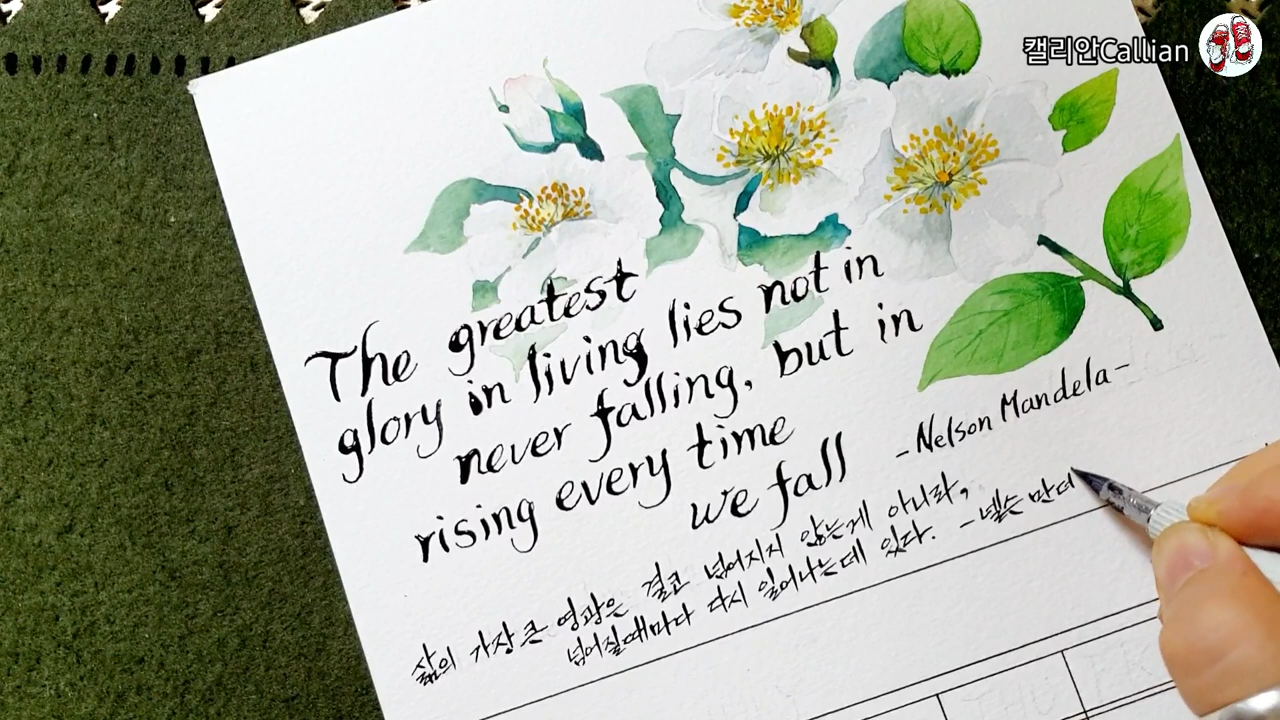 캘리안Callian
The greatest
glory in living lies not in
never falling, but in
rising every time
we fall
-Nelson Mandela-
삶의 가장 큰 영광은 결코 넘어지지 않는게 아니라,
넘어질때마다 다시 일어나는데 있다. -넬슨 만데